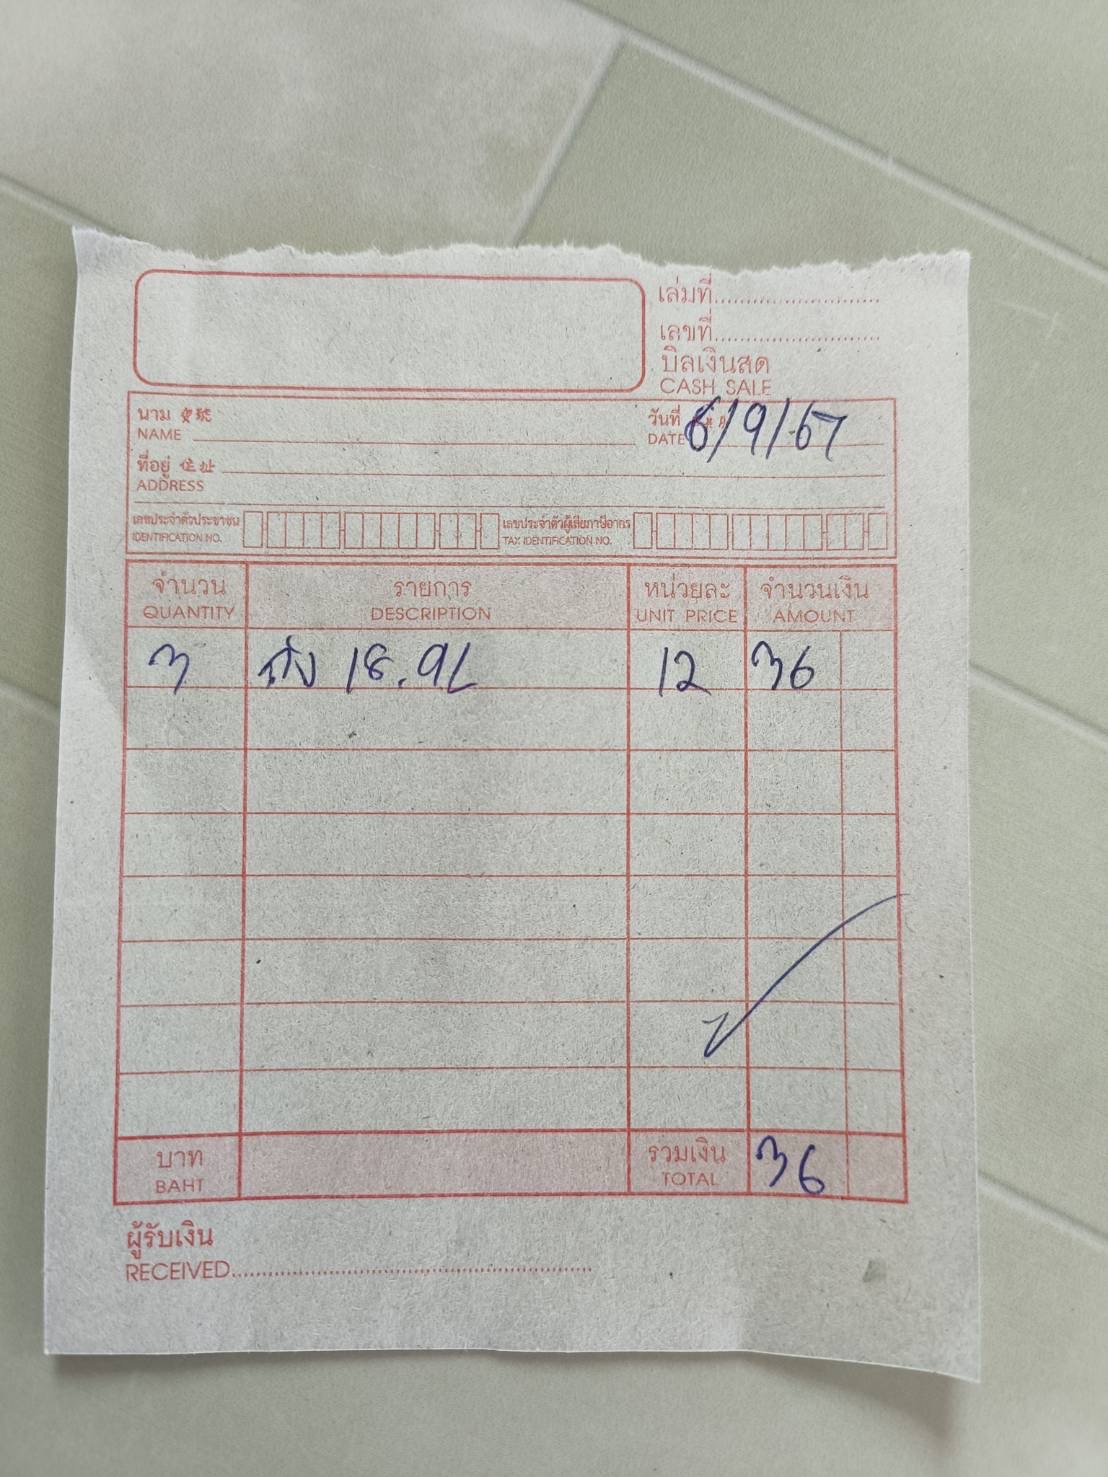 เล่มที่..........................
เลขที่..........................
บิลเงินสด
CASH SALE
นาม 宝號
NAME
วันที่ 6/9/67
DATE
ที่อยู่ 住址
ADDRESS
เลขประจำตัวประชาชน
IDENTIFICATION NO.
เลขประจำตัวผู้เสียภาษีอากร
TAX IDENTIFICATION NO.
จำนวน รายการ หน่วยละ จำนวนเงิน
QUANTITY DESCRIPTION UNIT PRICE AMOUNT
3 ถัง 18.9L 12 36
บาท รวมเงิน 36
BAHT TOTAL
ผู้รับเงิน
RECEIVED..........................................................